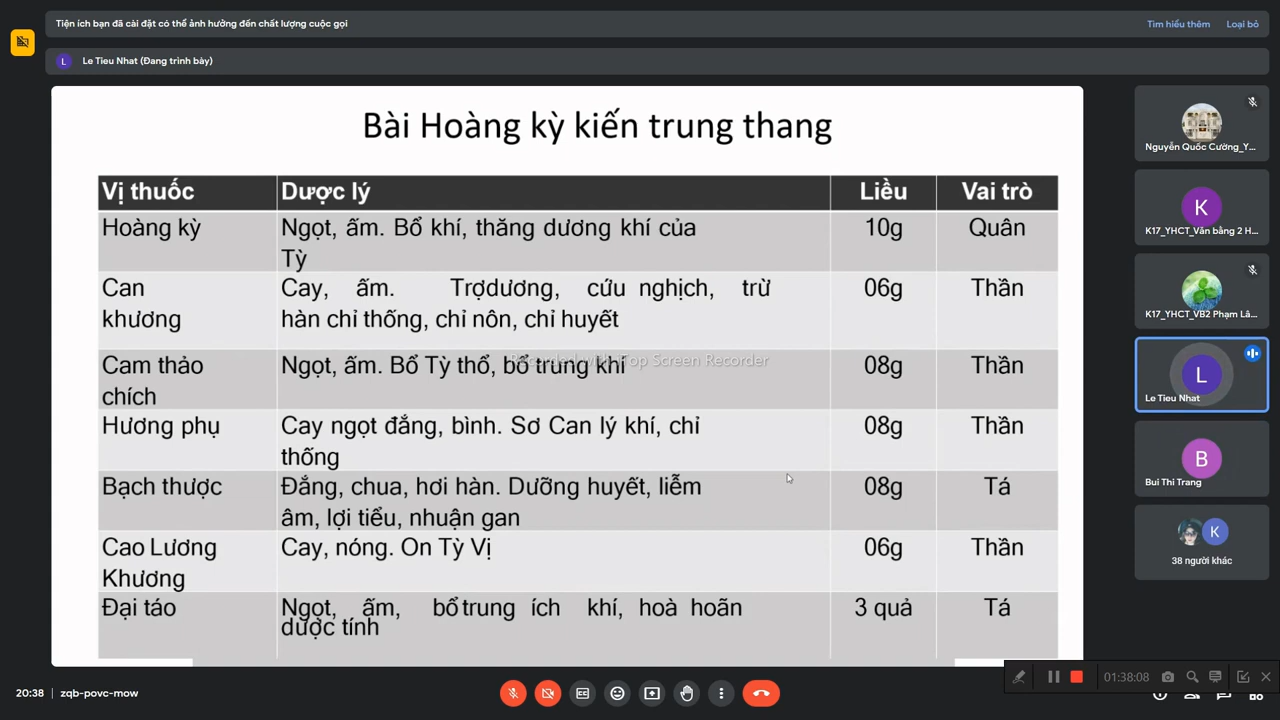 Tiện ích bạn đã cài đặt có thể ảnh hưởng đến chất lượng cuộc gọi
Tìm hiểu thêm
Loại bỏ
L
Le Tieu Nhat (Đang trình bày)
Bài Hoàng kỳ kiến trung thang
Vị thuốc
Dược lý
Liều
Vai trò
Hoàng kỳ
Ngọt, ấm. Bổ khí, thăng dương khí của
Tỳ
10g
Quân
Can
khương
Cay, ấm. Trợdương, cứu nghịch, trừ
hàn chỉ thống, chỉ nôn, chỉ huyết
06g
Thần
Cam thảo
chích
Ngọt, ấm. Bổ Tỳ thổ, bổ trung khí
08g
Thần
Hương phụ
Cay ngọt đắng, bình. Sơ Can lý khí, chỉ
thống
08g
Thần
Bạch thược
Đắng, chua, hơi hàn. Dưỡng huyết, liễm
âm, lợi tiểu, nhuận gan
08g
Tá
Cao Lương
Khương
Cay, nóng. On Tỳ Vị
06g
Thần
Đại táo
Ngọt, ấm, bổ trung ích khí, hoà hoãn
dược tính
3 quả
Tá
Recorded with iTop Screen Recorder
Nguyễn Quốc Cường_Y...
K
K17_YHCT_Văn bằng 2 H...
K17_YHCT_VB2 Phạm Lâ...
L
Le Tieu Nhat
B
Bui Thi Trang
K
38 người khác
20:38 | zqb-povc-mow
01:38:08